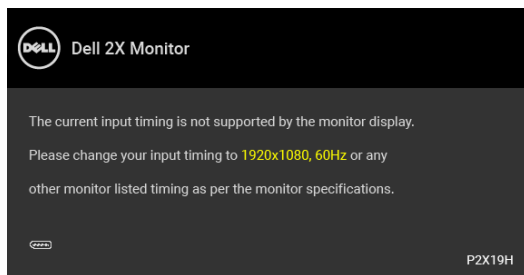 DELL
Dell 2X Monitor
The current input timing is not supported by the monitor display.
Please change your input timing to 1920x1080, 60Hz or any
other monitor listed timing as per the monitor specifications.
P2X19H